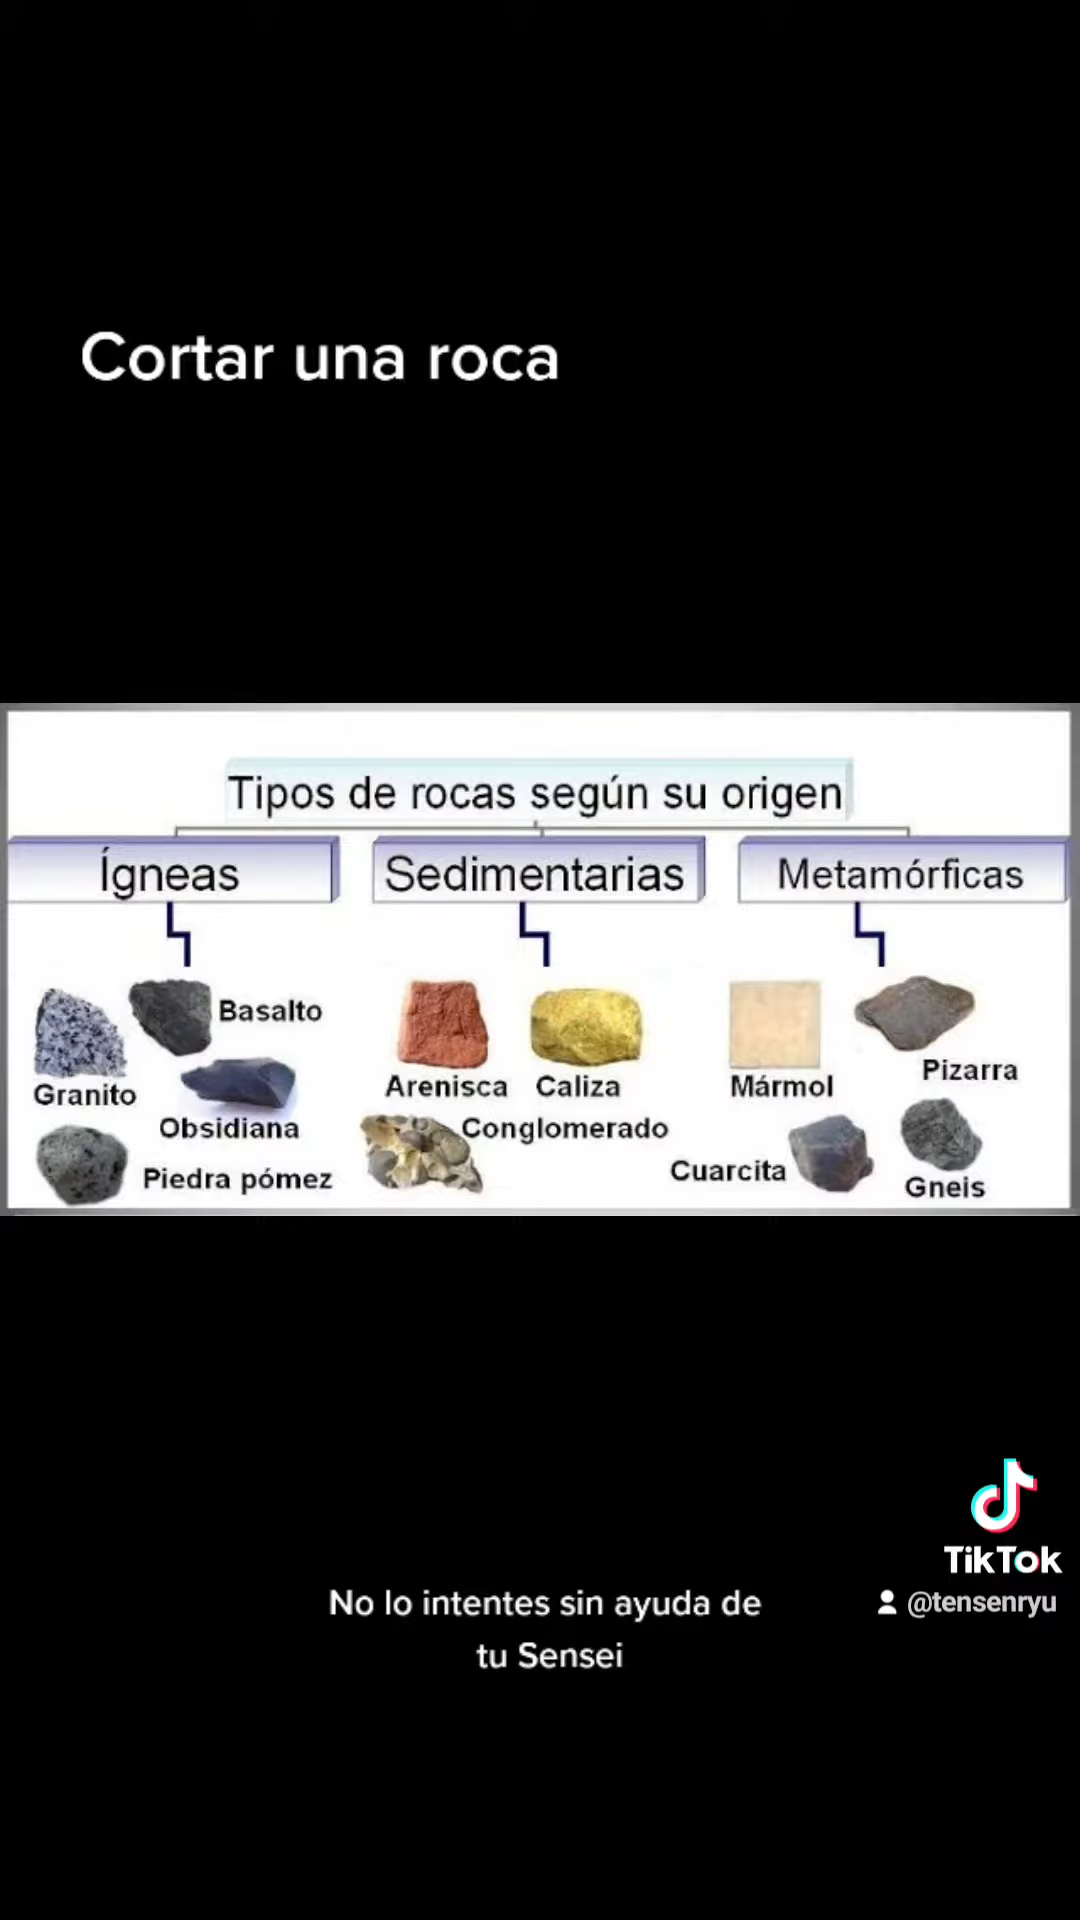 Cortar una roca
Tipos de rocas según su origen
Ígneas
Sedimentarias
Metamórficas
Basalto
Granito
Obsidiana
Piedra pómez
Arenisca
Caliza
Conglomerado
Mármol
Pizarra
Cuarcita
Gneis
TikTok
@tensenryu
No lo intentes sin ayuda de
tu Sensei